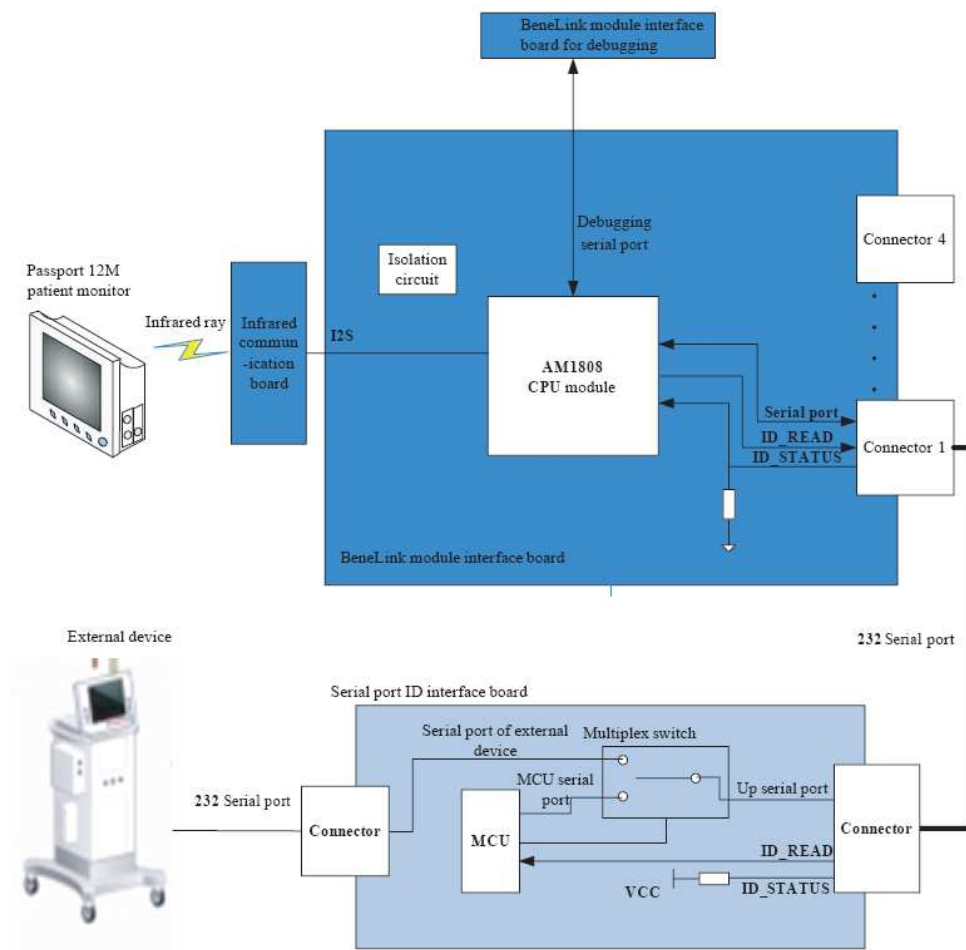 BeneLink module interface
board for debugging
Debugging
serial port
Connector 4
Isolation
circuit
Passport 12M
patient monitor
Infrared ray
Infrared
commun
-ication
board
I2S
AM1808
CPU module
Serial port
ID_READ
ID_STATUS
Connector 1
BeneLink module interface board
External device
232 Serial port
Serial port ID interface board
Serial port of external
device
Multiplex switch
MCU serial
port
Up serial port
232 Serial port
Connector
MCU
Connector
ID_READ
VCC
ID_STATUS